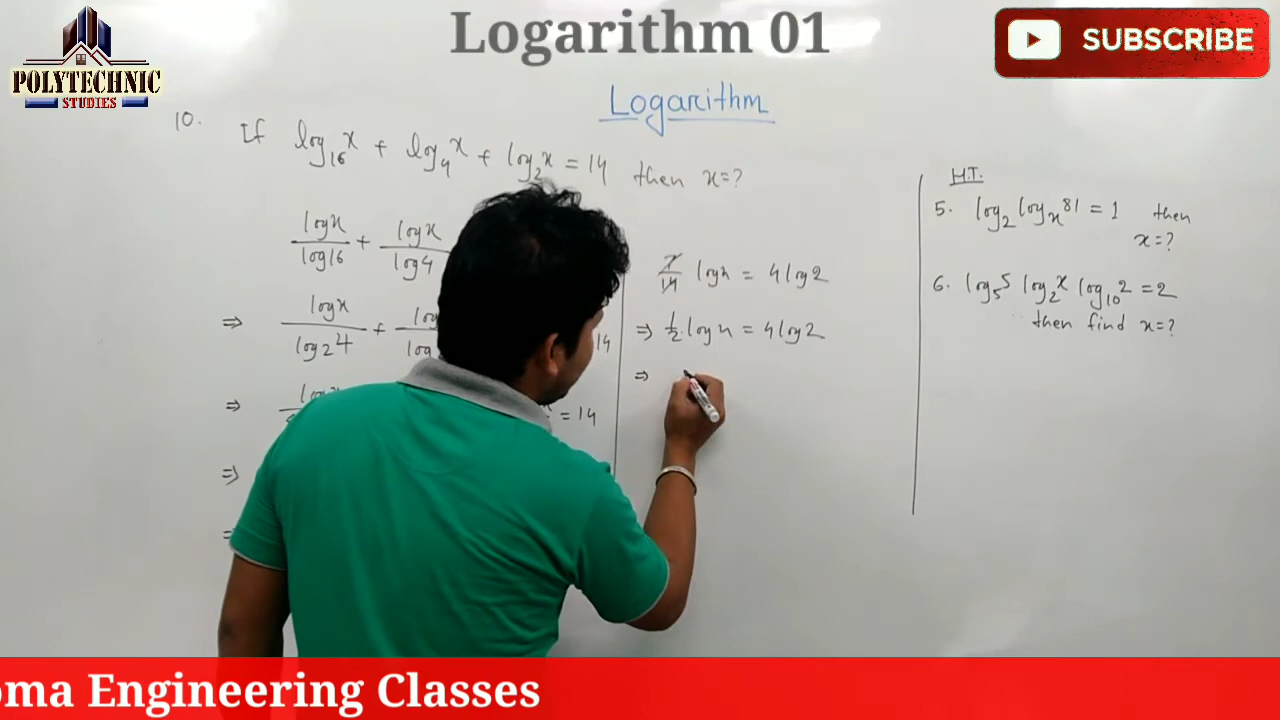 Logarithm 01
POLYTECHNIC
STUDIES
SUBSCRIBE
Logarithm
10. If log₁₆ x + log₄ x + log₂ x = 14 then x=?
logx/log16 + logx/log4
⇒ logx/log2⁴ + 14
⇒ = 14
⇒
7/14 logx = 4log2
⇒ 1/2 logx = 4log2
⇒
H.T.
5. log₂ logₓ 81 = 1 then
x=?
6. log₅ 5 log₂ x log₁₀ 2 = 2
then find x=?
Engineering Classes